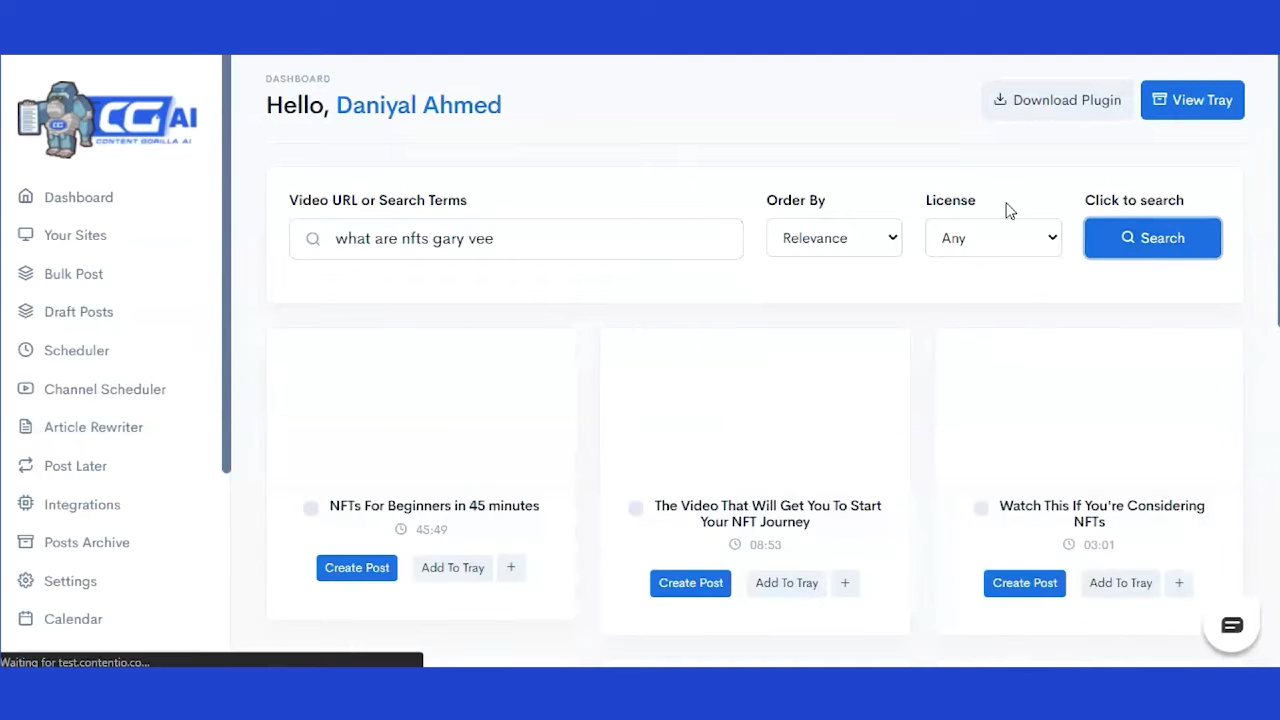 CG AI
CONTENT GORILLA AI
Dashboard
Your Sites
Bulk Post
Draft Posts
Scheduler
Channel Scheduler
Article Rewriter
Post Later
Integrations
Posts Archive
Settings
Calendar
DASHBOARD
Hello, Daniyal Ahmed
Download Plugin
View Tray
Video URL or Search Terms
what are nfts gary vee
Order By
Relevance
License
Any
Click to search
Search
NFTs For Beginners in 45 minutes
45:49
Create Post
Add To Tray
+
The Video That Will Get You To Start
Your NFT Journey
08:53
Create Post
Add To Tray
+
Watch This If You're Considering
NFTs
03:01
Create Post
Add To Tray
+
Waiting for test.contentio.co...